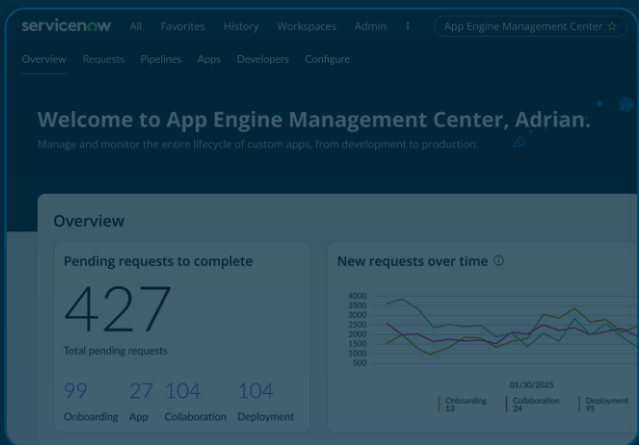 servicenow All Favorites History Workspaces Admin App Engine Management Center
Overview Requests Pipelines Apps Developers Configure
Welcome to App Engine Management Center, Adrian.
Manage and monitor the entire lifecycle of custom apps, from development to production.
Overview
Pending requests to complete
427
Total pending requests
99 27 104 104
Onboarding App Collaboration Deployment
New requests over time
4000
3500
3000
2500
2000
1500
1000
500
01/30/2025
Onboarding Collaboration Deployment
13 24 95